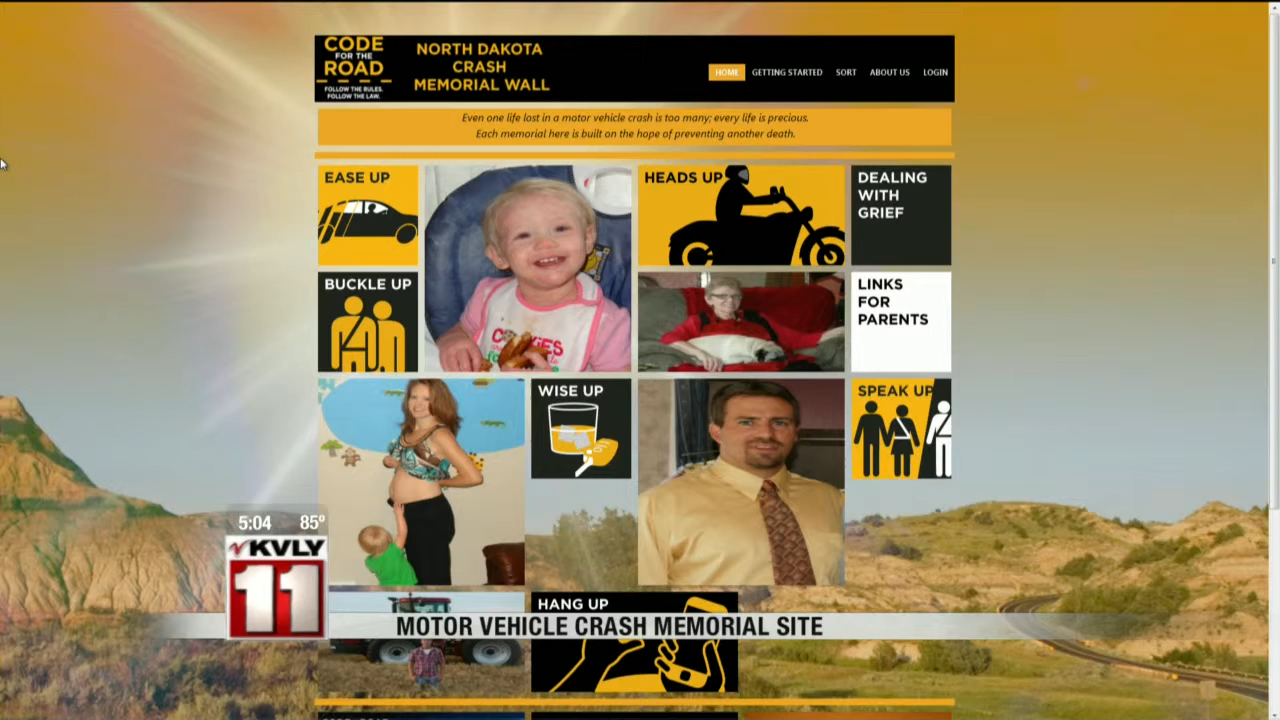 CODE
FOR THE
ROAD
FOLLOW THE RULES.
FOLLOW THE LAW.
NORTH DAKOTA
CRASH
MEMORIAL WALL
HOME
GETTING STARTED
SORT
ABOUT US
LOGIN
Even one life lost in a motor vehicle crash is too many; every life is precious.
Each memorial here is built on the hope of preventing another death.
EASE UP
HEADS UP
DEALING
WITH
GRIEF
BUCKLE UP
LINKS
FOR
PARENTS
WISE UP
SPEAK UP
5:04 85º
KVLY
11
HANG UP
MOTOR VEHICLE CRASH MEMORIAL SITE